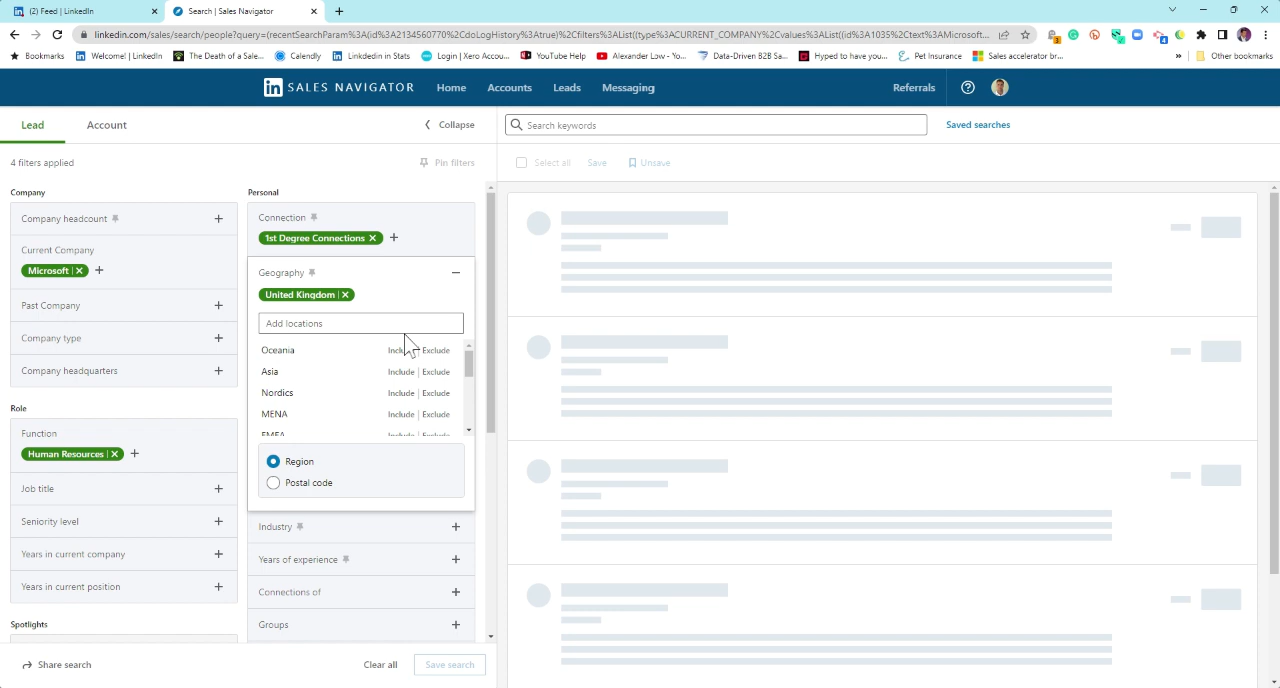 (2) Feed | LinkedIn
Search | Sales Navigator
linkedin.com/sales/search/people?query=(recentSearchParam%3A(id%3A2134560770%2CdoLogHistory%3Atrue)%2Cfilters%3AList((type%3ACURRENT_COMPANY%2Cvalues%3AList((id%3A1035%2Ctext%3AMicrosoft...
Bookmarks
Welcome! | LinkedIn
The Death of a Sale...
Calendly
Linkdedin in Stats
Login | Xero Accou...
YouTube Help
Alexander Low - Yo...
Data-Driven B2B Sa...
Hyped to have you...
Pet Insurance
Sales accelerator br...
»
Other bookmarks
in SALES NAVIGATOR
Home
Accounts
Leads
Messaging
Referrals
Lead
Account
Collapse
Search keywords
Saved searches
4 filters applied
Pin filters
Select all
Save
Unsave
Company
Company headcount
Current Company
Microsoft
Past Company
Company type
Company headquarters
Role
Function
Human Resources
Job title
Seniority level
Years in current company
Years in current position
Spotlights
Personal
Connection
1st Degree Connections
Geography
United Kingdom
Add locations
Oceania Exclude
Asia Include | Exclude
Nordics Include | Exclude
MENA Include | Exclude
EMEA Include | Exclude
Region
Postal code
Industry
Years of experience
Connections of
Groups
Share search
Clear all
Save search